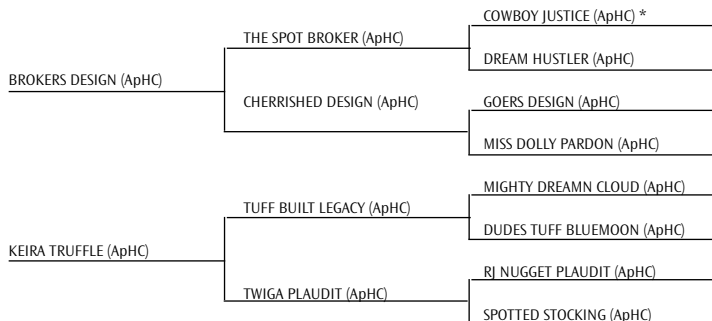 COWBOY JUSTICE (ApHC) *
THE SPOT BROKER (ApHC)
DREAM HUSTLER (ApHC)
BROKERS DESIGN (ApHC)
CHERRISHED DESIGN (ApHC)
GOERS DESIGN (ApHC)
MISS DOLLY PARDON (ApHC)
MIGHTY DREAMN CLOUD (ApHC)
TUFF BUILT LEGACY (ApHC)
DUDES TUFF BLUEMOON (ApHC)
KEIRA TRUFFLE (ApHC)
RJ NUGGET PLAUDIT (ApHC)
TWIGA PLAUDIT (ApHC)
SPOTTED STOCKING (ApHC)